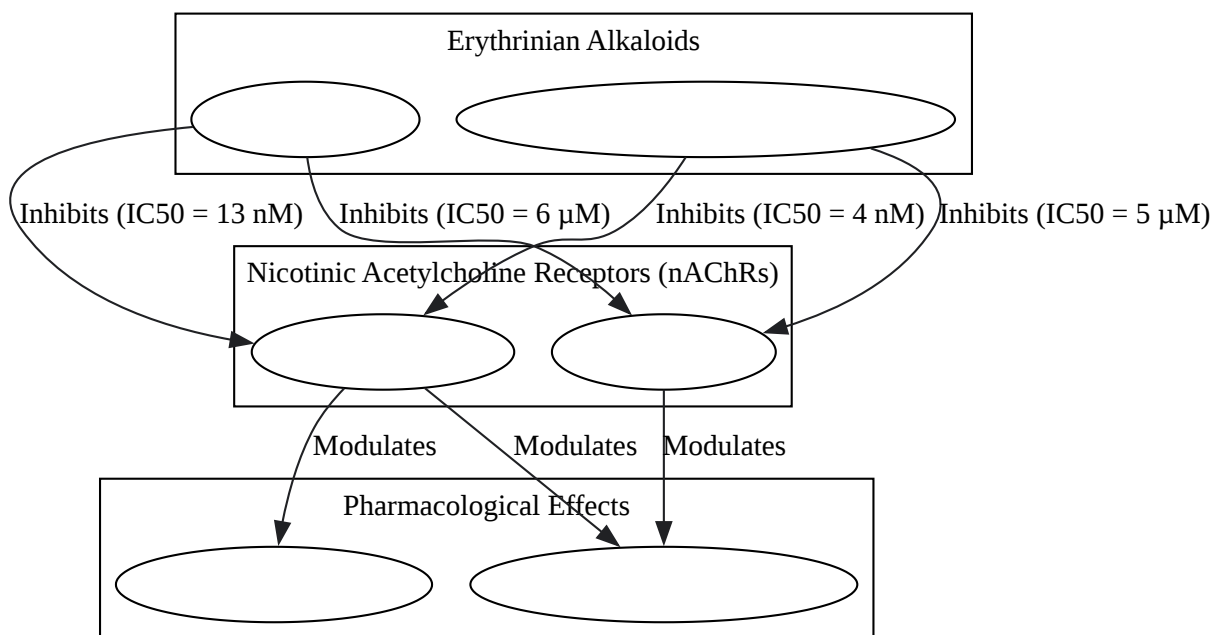 Erythrinian Alkaloids
Inhibits (IC50 = 13 nM)
Inhibits (IC50 = 6 µM)
Inhibits (IC50 = 4 nM)
Inhibits (IC50 = 5 µM)
Nicotinic Acetylcholine Receptors (nAChRs)
Modulates
Modulates
Modulates
Pharmacological Effects